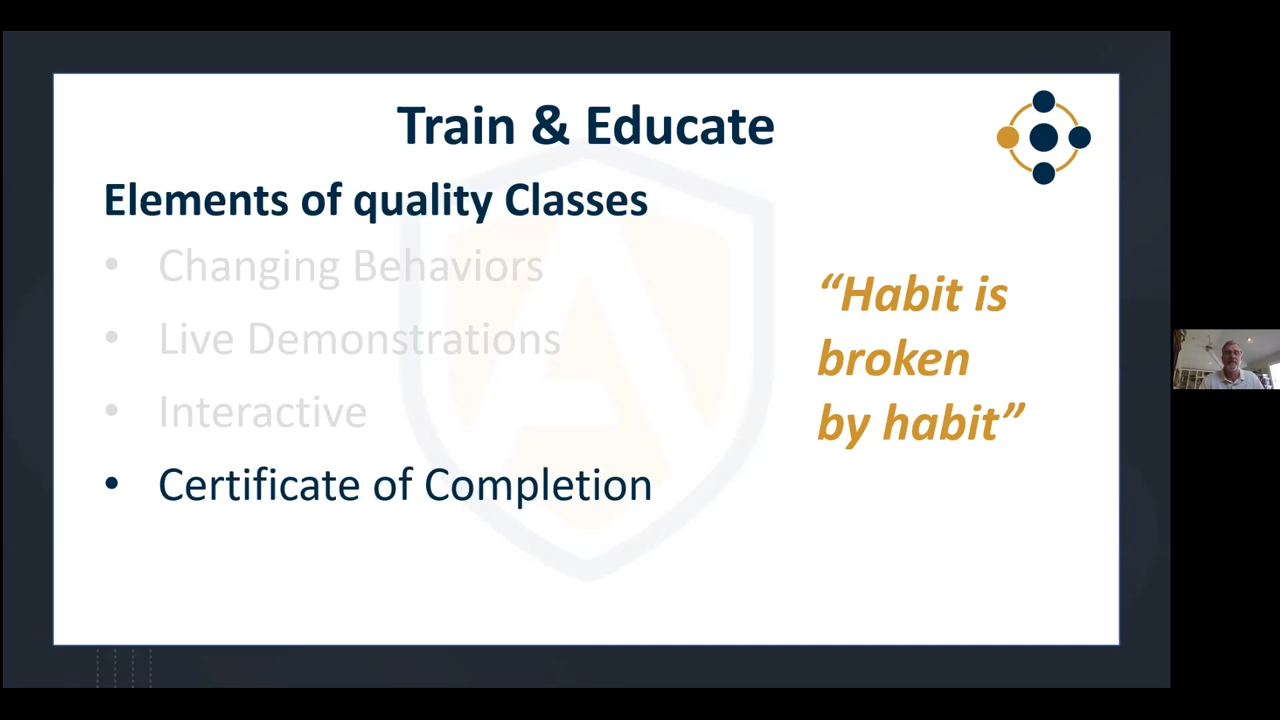 Train & Educate
Elements of quality Classes
• Changing Behaviors
• Live Demonstrations
• Interactive
• Certificate of Completion
“Habit is
broken
by habit”